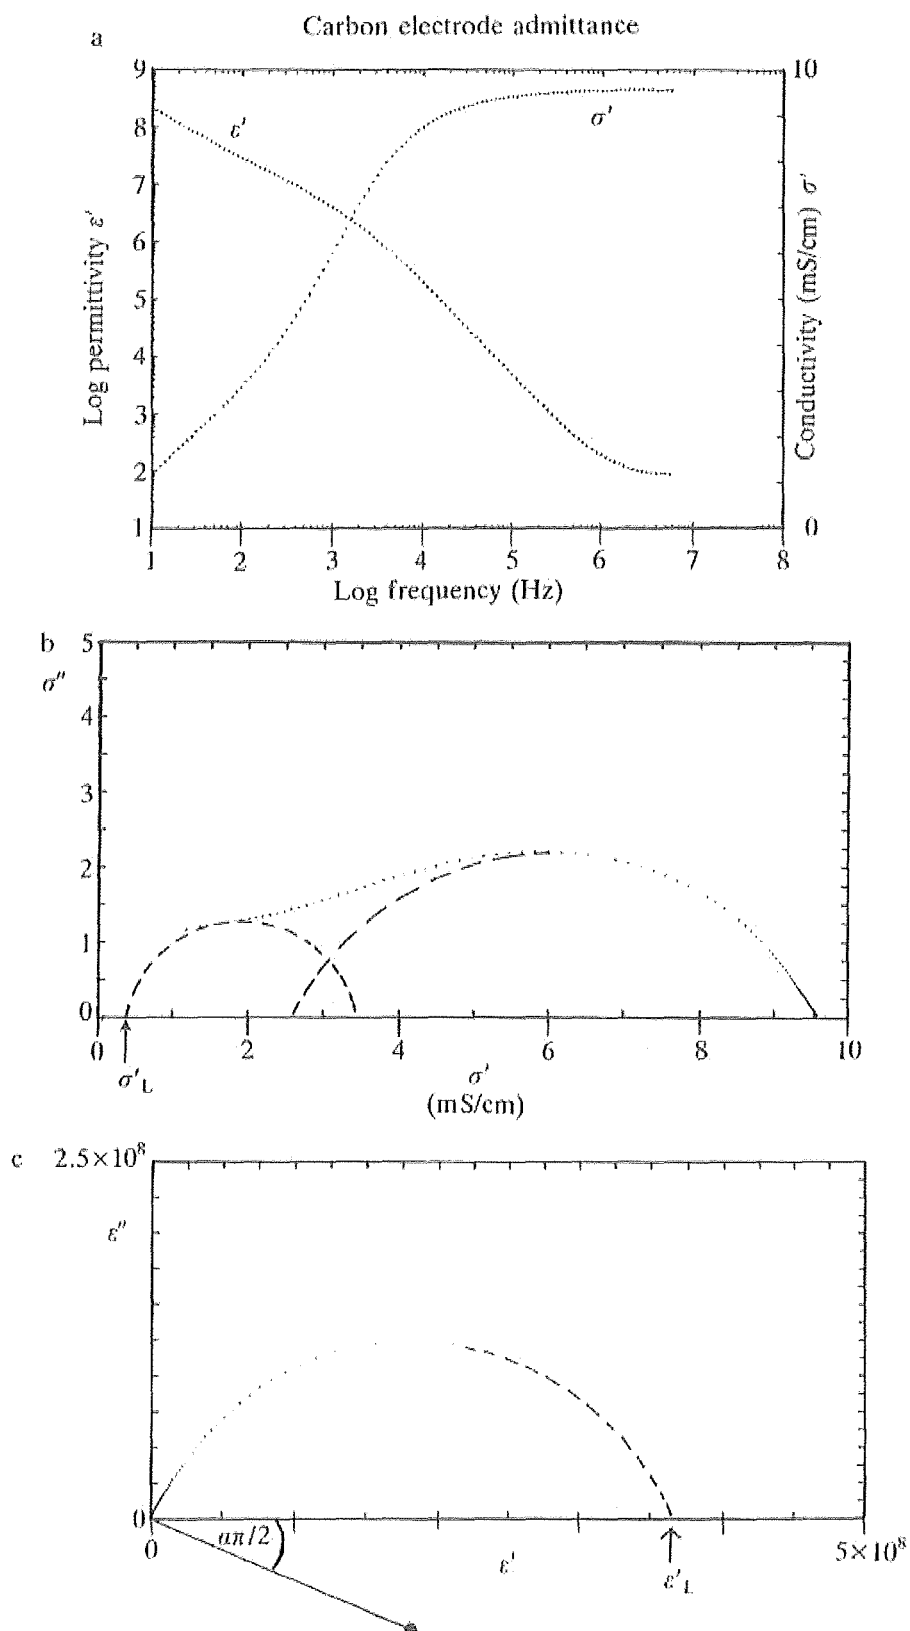 Carbon electrode admittance
a
9
8
7
6
5
4
3
2
1
Log permittivity ε'
ε'
σ'
10
0
Conductivity (mS/cm) σ'
1 2 3 4 5 6 7 8
Log frequency (Hz)
b
5
σ″
4
3
2
1
0
0 2 4 6 8 10
σ'L
σ'
(mS/cm)
c
2.5×10⁸
ε″
0
απ/2
0
ε'
ε'L
5×10⁸